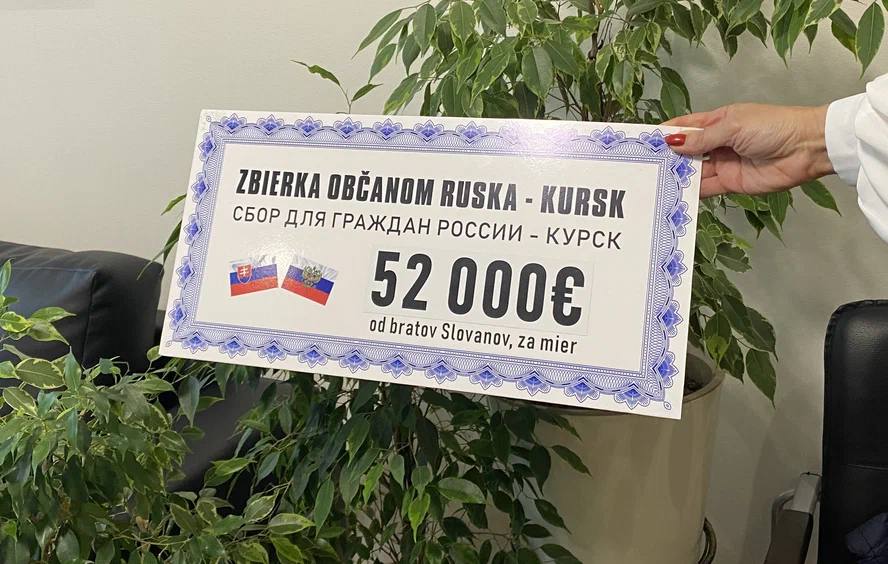 ZBIERKA OBČANOM RUSKA - KURSK
СБОР ДЛЯ ГРАЖДАН РОССИИ - КУРСК
52 000€
od bratov Slovanov, za mier